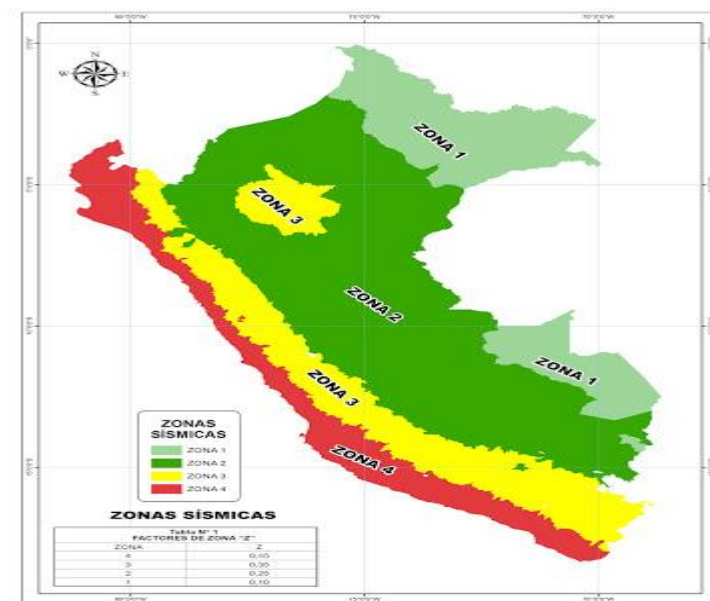 N
W E
S
ZONA 1
ZONA 3
ZONA 2
ZONA 1
ZONA 3
ZONA 4
ZONAS
SÍSMICAS
ZONA 1
ZONA 2
ZONA 3
ZONA 4
ZONAS SÍSMICAS
Tabla N° 1
FACTORES DE ZONA "Z"
ZONA Z
4 0,45
3 0,35
2 0,25
1 0,10